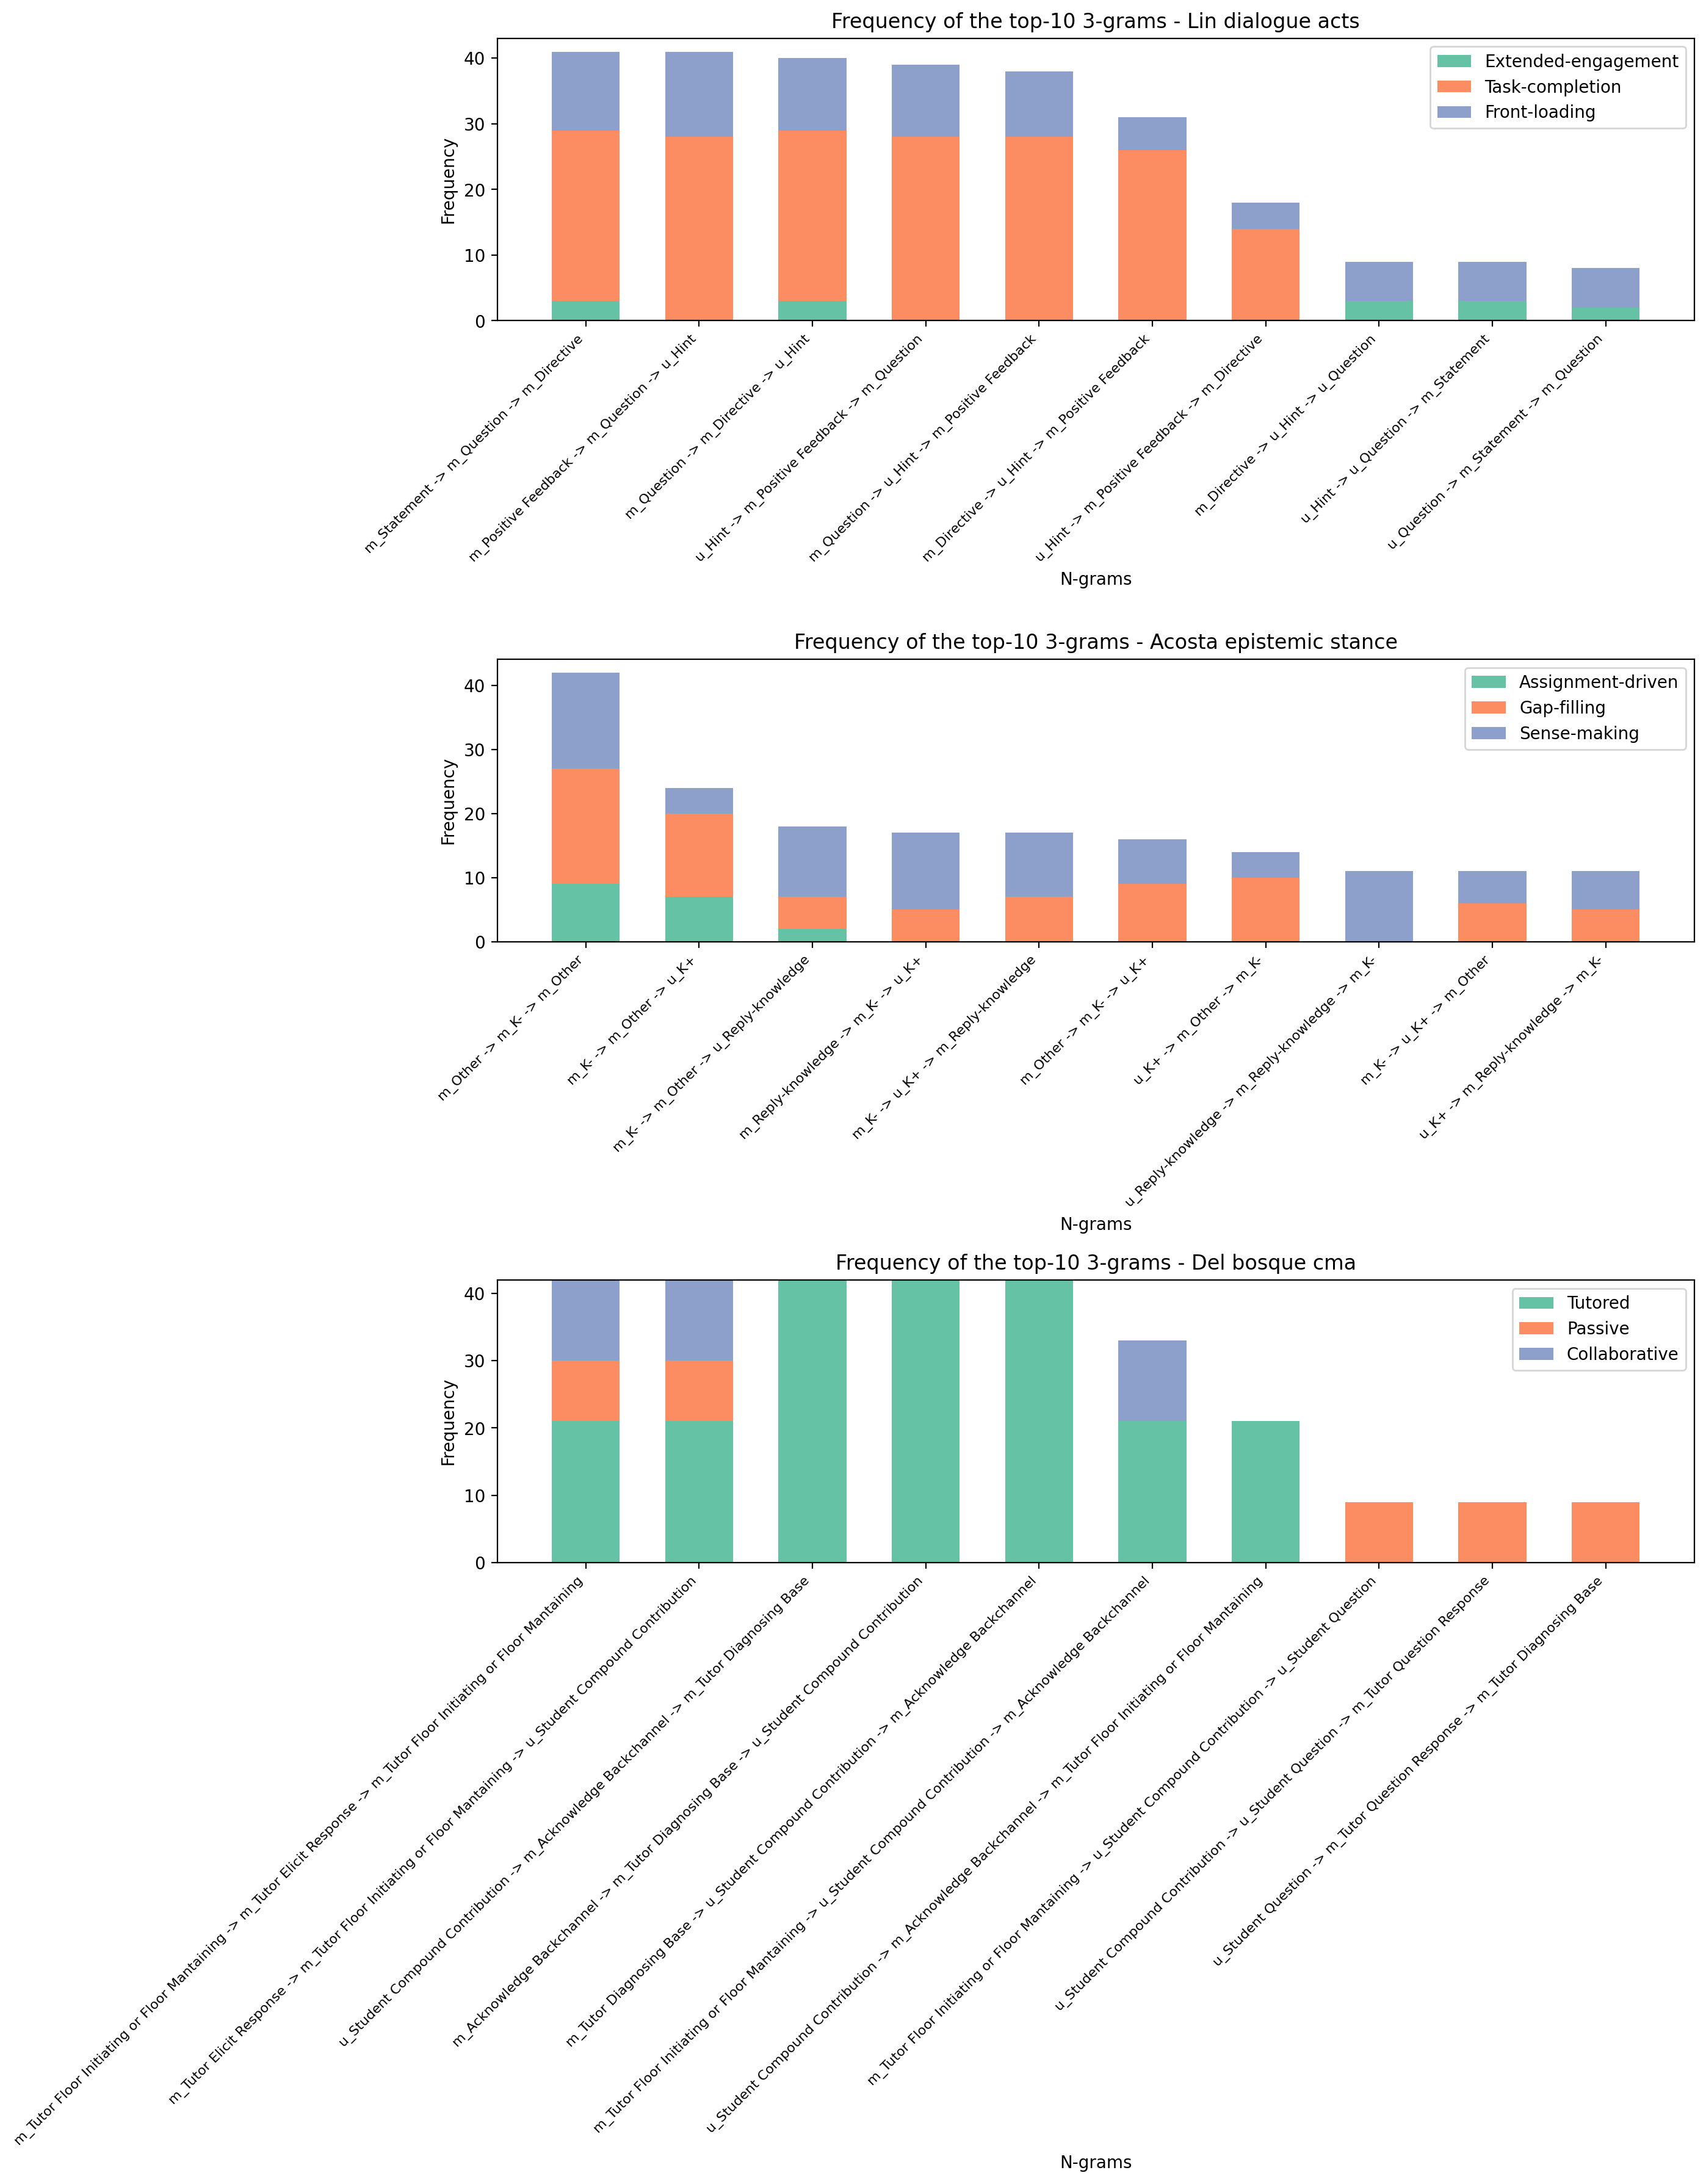 Frequency of the top-10 3-grams - Lin dialogue acts
Extended-engagement
Task-completion
Front-loading
Frequency
40
30
20
10
0
m_Statement -> m_Question -> m_Directive
m_Positive Feedback -> m_Question -> u_Hint
m_Question -> m_Directive -> u_Hint
u_Hint -> m_Positive Feedback -> m_Question
m_Question -> u_Hint -> m_Positive Feedback
m_Directive -> u_Hint -> m_Positive Feedback
u_Hint -> m_Positive Feedback -> m_Directive
m_Directive -> u_Hint -> u_Question
u_Hint -> u_Question -> m_Statement
u_Question -> m_Statement -> m_Question
N-grams
Frequency of the top-10 3-grams - Acosta epistemic stance
Assignment-driven
Gap-filling
Sense-making
Frequency
40
30
20
10
0
m_Other -> m_K- -> m_Other
m_K- -> m_Other -> u_K+
m_K- -> m_Other -> u_Reply-knowledge
m_Reply-knowledge -> m_K- -> u_K+
m_K- -> u_K+ -> m_Reply-knowledge
m_Other -> m_K- -> u_K+
u_K+ -> m_Other -> m_K-
u_Reply-knowledge -> m_Reply-knowledge -> m_K-
m_K- -> u_K+ -> m_Other
u_K+ -> m_Reply-knowledge -> m_K-
N-grams
Frequency of the top-10 3-grams - Del bosque cma
Tutored
Passive
Collaborative
Frequency
40
30
20
10
0
m_Tutor Floor Initiating or Floor Mantaining -> m_Tutor Elicit Response -> m_Tutor Floor Initiating or Floor Mantaining
m_Tutor Elicit Response -> m_Tutor Floor Initiating or Floor Mantaining -> u_Student Compound Contribution
u_Student Compound Contribution -> m_Acknowledge Backchannel -> m_Tutor Diagnosing Base
m_Acknowledge Backchannel -> m_Tutor Diagnosing Base -> u_Student Compound Contribution
m_Tutor Diagnosing Base -> u_Student Compound Contribution -> m_Acknowledge Backchannel
m_Tutor Floor Initiating or Floor Mantaining -> u_Student Compound Contribution -> m_Acknowledge Backchannel
u_Student Compound Contribution -> m_Acknowledge Backchannel -> m_Tutor Floor Initiating or Floor Mantaining
m_Tutor Floor Initiating or Floor Mantaining -> u_Student Compound Contribution -> u_Student Question
u_Student Compound Contribution -> u_Student Question -> m_Tutor Question Response
u_Student Question -> m_Tutor Question Response -> m_Tutor Diagnosing Base
N-grams